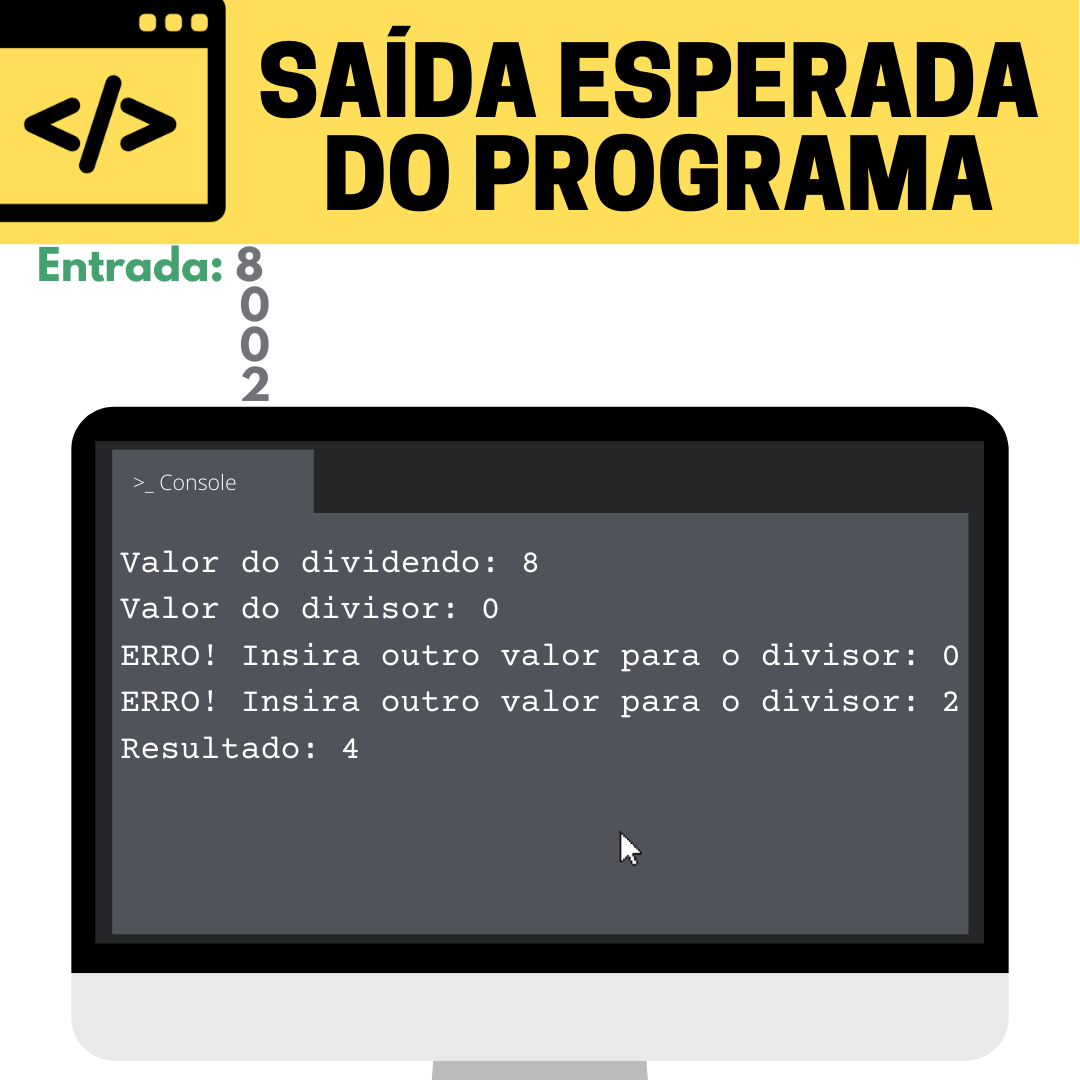 </>
SAÍDA ESPERADA
DO PROGRAMA
Entrada: 8
0
0
2
>_ Console
Valor do dividendo: 8
Valor do divisor: 0
ERRO! Insira outro valor para o divisor: 0
ERRO! Insira outro valor para o divisor: 2
Resultado: 4